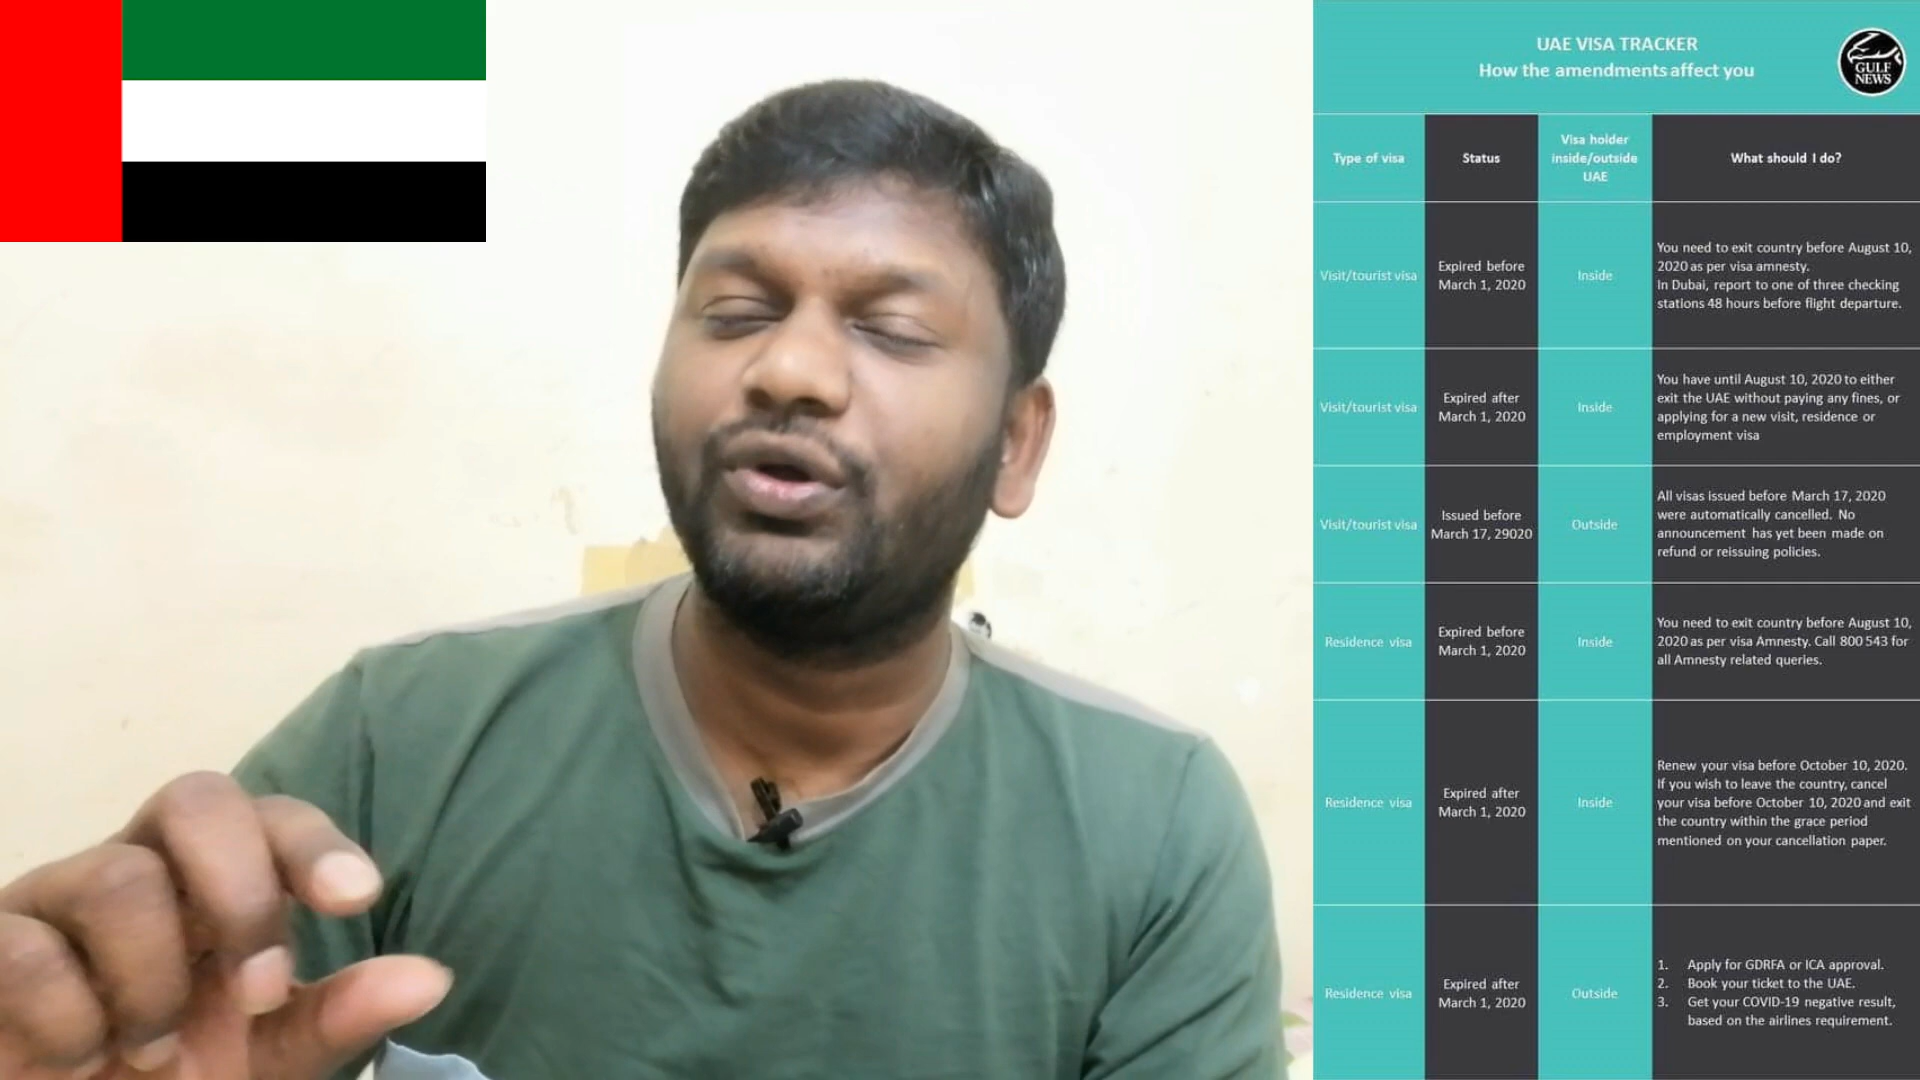 UAE VISA TRACKER
How the amendments affect you
GULF
NEWS
Type of visa
Status
Visa holder
inside/outside
UAE
What should I do?
Visit/tourist visa
Expired before
March 1, 2020
Inside
You need to exit country before August 10,
2020 as per visa amnesty.
In Dubai, report to one of three checking
stations 48 hours before flight departure.
Visit/tourist visa
Expired after
March 1, 2020
Inside
You have until August 10, 2020 to either
exit the UAE without paying any fines, or
applying for a new visit, residence or
employment visa
Visit/tourist visa
Issued before
March 17, 29020
Outside
All visas issued before March 17, 2020
were automatically cancelled. No
announcement has yet been made on
refund or reissuing policies.
Residence visa
Expired before
March 1, 2020
Inside
You need to exit country before August 10,
2020 as per visa Amnesty. Call 800 543 for
all Amnesty related queries.
Residence visa
Expired after
March 1, 2020
Inside
Renew your visa before October 10, 2020.
If you wish to leave the country, cancel
your visa before October 10, 2020 and exit
the country within the grace period
mentioned on your cancellation paper.
Residence visa
Expired after
March 1, 2020
Outside
1. Apply for GDRFA or ICA approval.
2. Book your ticket to the UAE.
3. Get your COVID-19 negative result,
based on the airlines requirement.